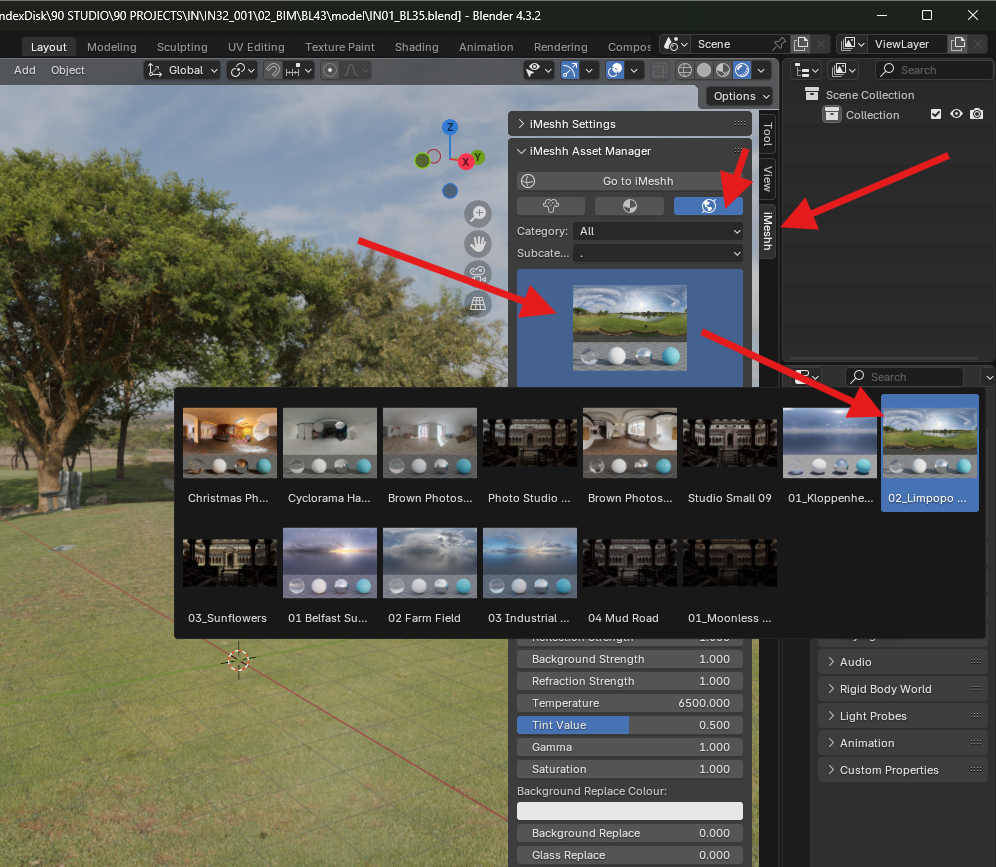 ndexDisk\90 STUDIO\90 PROJECTS\IN\IN32_001\02_BIM\BL43\model\IN01_BL35.blend] - Blender 4.3.2
Layout Modeling Sculpting UV Editing Texture Paint Shading Animation Rendering Compos Scene ViewLayer
Add Object Global Search
Options
Scene Collection
Collection
Z
Y
X
iMeshh Settings
iMeshh Asset Manager
Go to iMeshh
Category: All
Subcate... .
Tool
View
iMeshh
Search
Christmas Ph... Cyclorama Ha... Brown Photos... Photo Studio ... Brown Photos... Studio Small 09 01_Kloppenhe... 02_Limpopo ...
03_Sunflowers 01 Belfast Su... 02 Farm Field 03 Industrial ... 04 Mud Road 01_Moonless ...
Reflection Strength 1.000
Background Strength 1.000
Refraction Strength 1.000
Temperature 6500.000
Tint Value 0.500
Gamma 1.000
Saturation 1.000
Background Replace Colour:
Background Replace 0.000
Glass Replace 0.000
Audio
Rigid Body World
Light Probes
Animation
Custom Properties